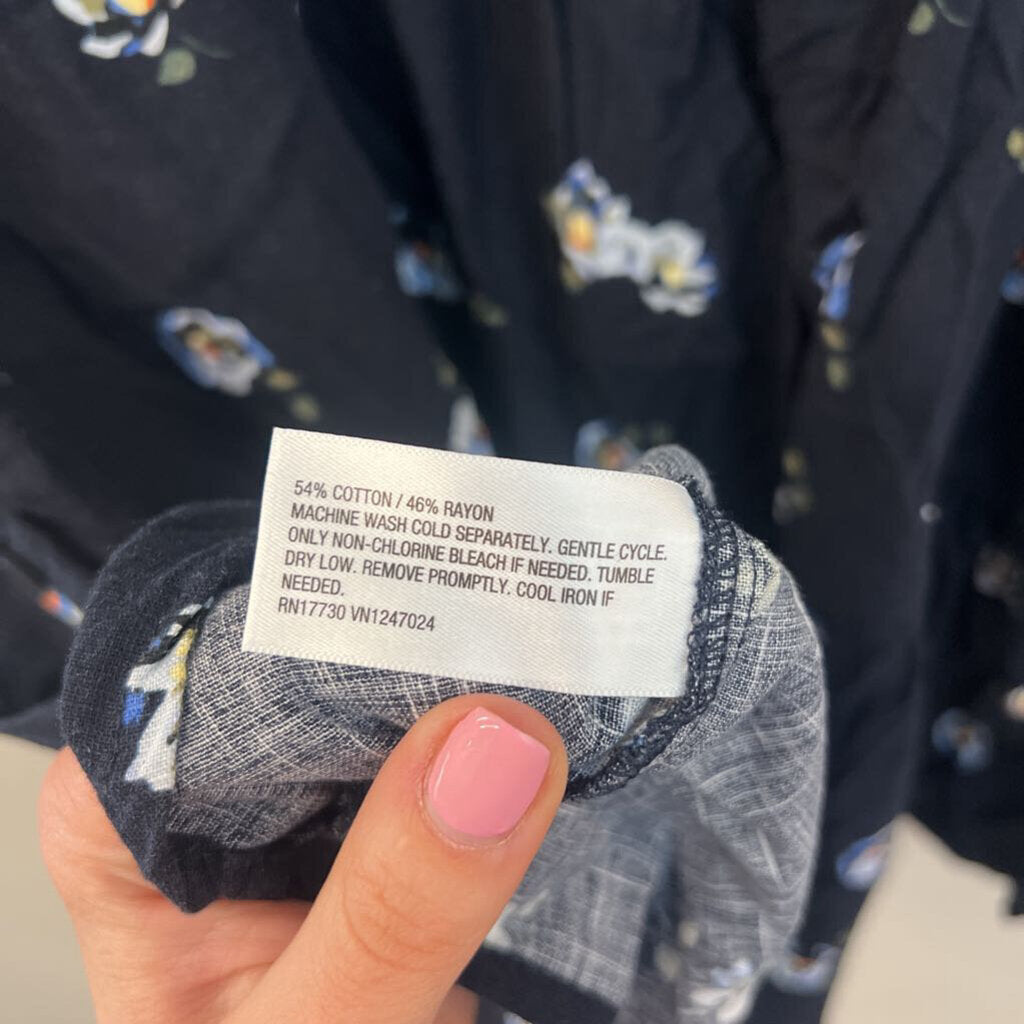 54% COTTON / 46% RAYON
MACHINE WASH COLD SEPARATELY. GENTLE CYCLE.
ONLY NON-CHLORINE BLEACH IF NEEDED. TUMBLE
DRY LOW. REMOVE PROMPTLY. COOL IRON IF
NEEDED.
RN17730 VN1247024